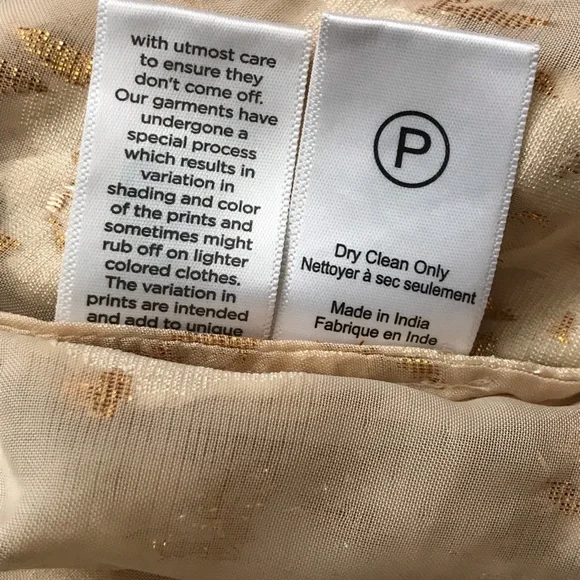 with utmost care
to ensure they
don't come off.
Our garments have
undergone a
special process
which results in
variation in
shading and color
of the prints and
sometimes might
rub off on lighter
colored clothes.
The variation in
prints are intended
and add to unique
P
Dry Clean Only
Nettoyer à sec seulement
Made in India
Fabrique en Inde